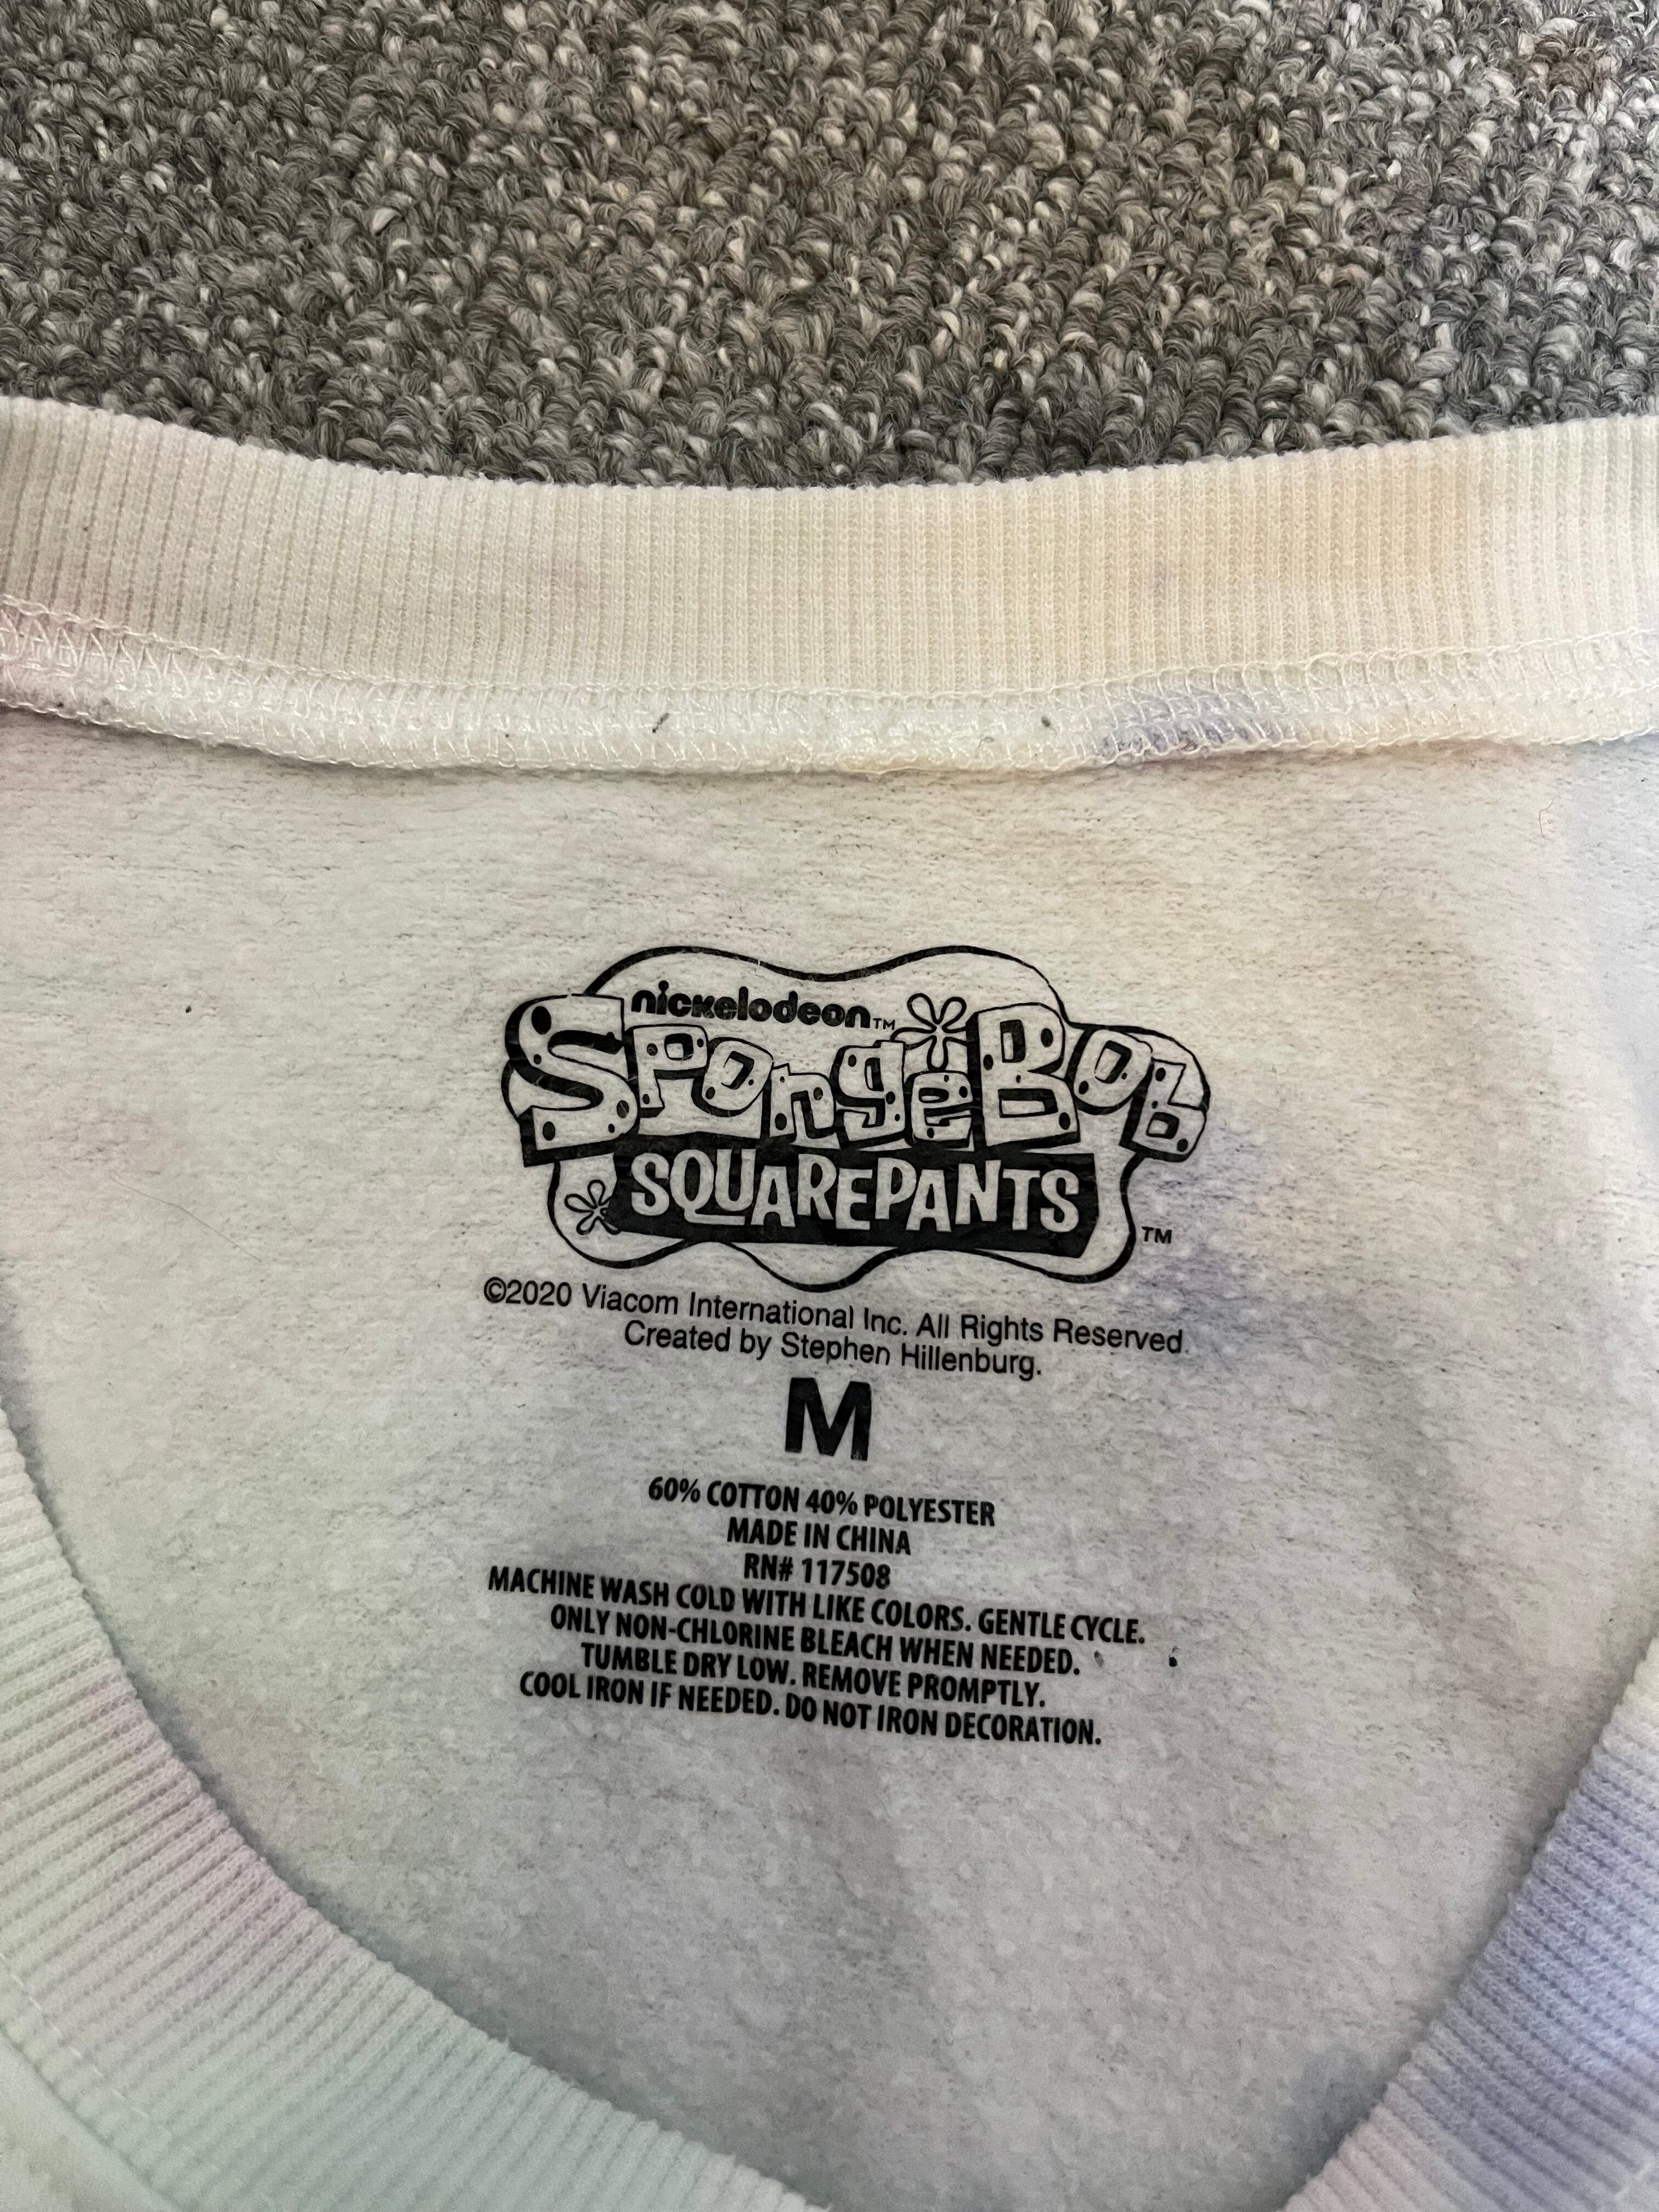 nickelodeon™
SPongeBob
SQUAREPANTS
™
©2020 Viacom International Inc. All Rights Reserved.
Created by Stephen Hillenburg.
M
60% COTTON 40% POLYESTER
MADE IN CHINA
RN# 117508
MACHINE WASH COLD WITH LIKE COLORS. GENTLE CYCLE.
ONLY NON-CHLORINE BLEACH WHEN NEEDED.
TUMBLE DRY LOW. REMOVE PROMPTLY.
COOL IRON IF NEEDED. DO NOT IRON DECORATION.